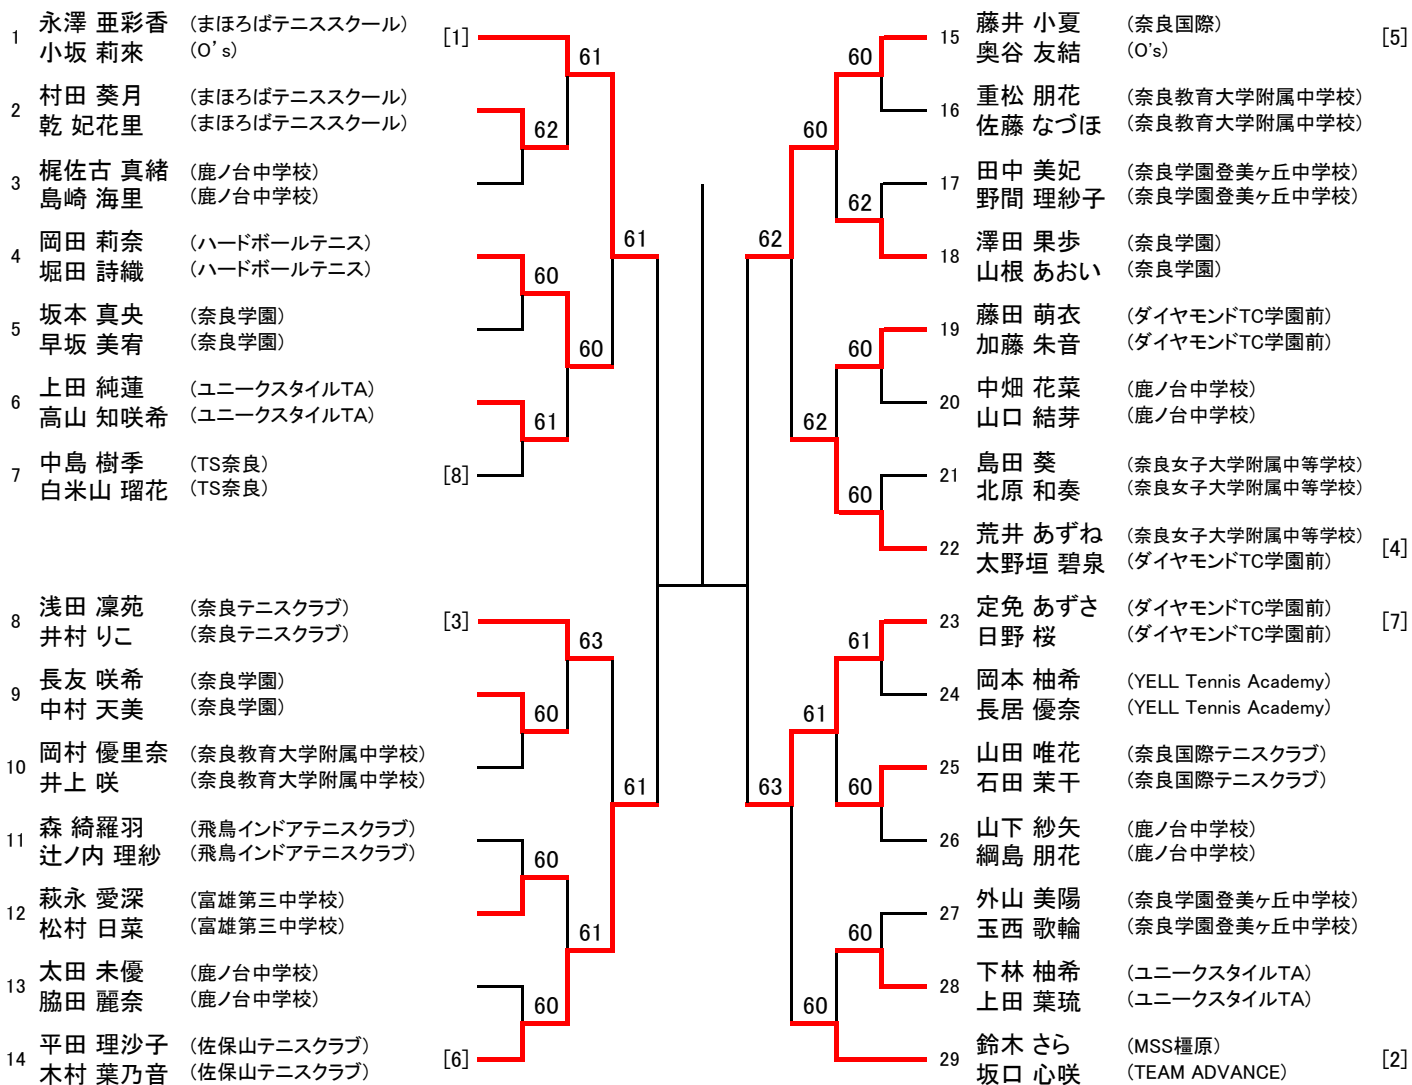 1 永澤 亜彩香 (まほろばテニススクール) [1]
小坂 莉來 (O's)
61
2 村田 葵月 (まほろばテニススクール)
乾 妃花里 (まほろばテニススクール)
62
3 梶佐古 真緒 (鹿ノ台中学校)
島崎 海里 (鹿ノ台中学校)
61
4 岡田 莉奈 (ハードボールテニス)
堀田 詩織 (ハードボールテニス)
60
5 坂本 真央 (奈良学園)
早坂 美宥 (奈良学園)
60
6 上田 純蓮 (ユニークスタイルTA)
高山 知咲希 (ユニークスタイルTA)
61
7 中島 樹季 (TS奈良) [8]
白米山 瑠花 (TS奈良)
8 浅田 凜苑 (奈良テニスクラブ) [3]
井村 りこ (奈良テニスクラブ)
63
9 長友 咲希 (奈良学園)
中村 天美 (奈良学園)
60
10 岡村 優里奈 (奈良教育大学附属中学校)
井上 咲 (奈良教育大学附属中学校)
61
11 森 綺羅羽 (飛鳥インドアテニスクラブ)
辻ノ内 理紗 (飛鳥インドアテニスクラブ)
60
12 萩永 愛深 (富雄第三中学校)
松村 日菜 (富雄第三中学校)
61
13 太田 未優 (鹿ノ台中学校)
脇田 麗奈 (鹿ノ台中学校)
60
14 平田 理沙子 (佐保山テニスクラブ) [6]
木村 葉乃音 (佐保山テニスクラブ)
15 藤井 小夏 (奈良国際) [5]
奥谷 友結 (O's)
60
16 重松 朋花 (奈良教育大学附属中学校)
佐藤 なづほ (奈良教育大学附属中学校)
60
17 田中 美妃 (奈良学園登美ヶ丘中学校)
野間 理紗子 (奈良学園登美ヶ丘中学校)
62
18 澤田 果歩 (奈良学園)
山根 あおい (奈良学園)
62
19 藤田 萌衣 (ダイヤモンドTC学園前)
加藤 朱音 (ダイヤモンドTC学園前)
60
20 中畑 花菜 (鹿ノ台中学校)
山口 結芽 (鹿ノ台中学校)
62
21 島田 葵 (奈良女子大学附属中等学校)
北原 和奏 (奈良女子大学附属中等学校)
60
22 荒井 あずね (奈良女子大学附属中等学校) [4]
太野垣 碧泉 (ダイヤモンドTC学園前)
23 定免 あずさ (ダイヤモンドTC学園前) [7]
日野 桜 (ダイヤモンドTC学園前)
61
24 岡本 柚希 (YELL Tennis Academy)
長居 優奈 (YELL Tennis Academy)
61
25 山田 唯花 (奈良国際テニスクラブ)
石田 茉千 (奈良国際テニスクラブ)
60
63
26 山下 紗矢 (鹿ノ台中学校)
綱島 朋花 (鹿ノ台中学校)
27 外山 美陽 (奈良学園登美ヶ丘中学校)
玉西 歌輪 (奈良学園登美ヶ丘中学校)
60
28 下林 柚希 (ユニークスタイルTA)
上田 葉琉 (ユニークスタイルTA)
60
29 鈴木 さら (MSS橿原) [2]
坂口 心咲 (TEAM ADVANCE)